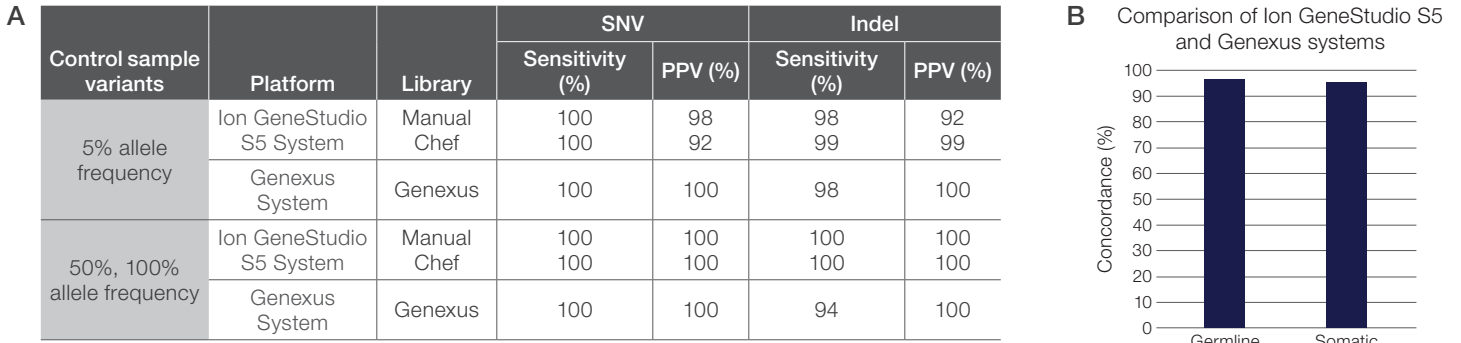 A
SNV Indel
Control sample variants Platform Library Sensitivity (%) PPV (%) Sensitivity (%) PPV (%)
5% allele frequency
Ion GeneStudio Manual 100 98 98 92
S5 System Chef 100 92 99 99
Genexus System Genexus 100 100 98 100
50%, 100% allele frequency
Ion GeneStudio Manual 100 100 100 100
S5 System Chef 100 100 100 100
Genexus System Genexus 100 100 94 100
B Comparison of Ion GeneStudio S5
and Genexus systems
Concordance (%)
100
90
80
70
60
50
40
30
20
10
0
Germline Somatic